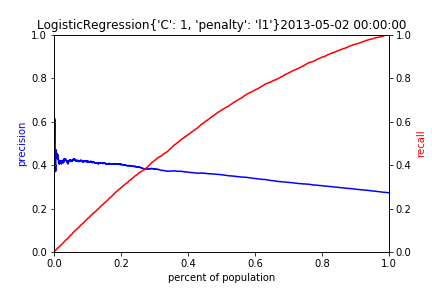 LogisticRegression{'C': 1, 'penalty': 'l1'}2013-05-02 00:00:00
1.0 1.0
0.8 0.8
precision
0.6 0.6
recall
0.4 0.4
0.2 0.2
0.0 0.0
0.0 0.2 0.4 0.6 0.8 1.0
percent of population